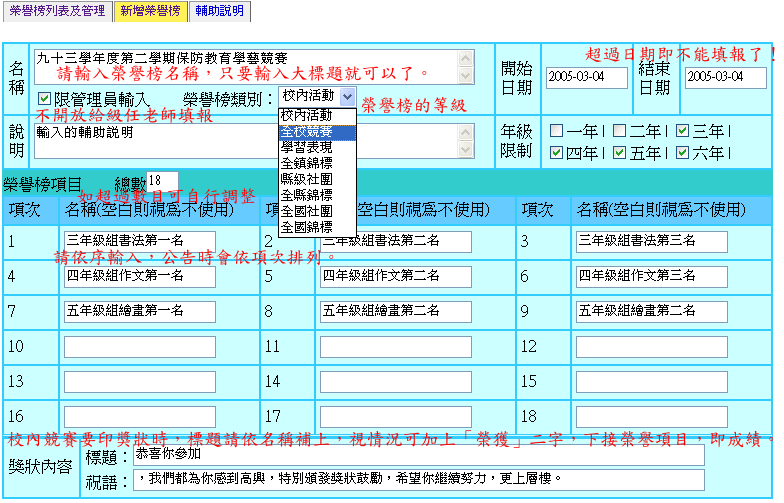 榮譽榜列表及管理 新增榮譽榜 輔助說明
超過日期即不能填報了！
名稱 九十三學年度第二學期保防教育學藝競賽
請輸入榮譽榜名稱，只要輸入大標題就可以了。
開始日期 2005-03-04 結束日期 2005-03-04
限管理員輸入 榮譽榜類別： 校內活動
榮譽榜的等級
不開放給級任老師填報
校內活動
全校競賽
學習表現
全鎮錦標
縣級社團
全縣錦標
全國社團
全國錦標
說明 輸入的輔助說明
年級限制 一年| 二年| 三年|
四年| 五年| 六年|
榮譽榜項目 總數 18
如超過數目可自行調整
項次 名稱(空白則視為不使用) 項 (空白則視為不使用) 項次 名稱(空白則視為不使用)
1 三年級組書法第一名 2 三年級組書法第二名 3 三年級組書法第三名
請依序輸入，公告時會依項次排列。
4 四年級組作文第一名 5 四年級組作文第二名 6 四年級組作文第三名
7 五年級組繪畫第一名 8 五年級組繪畫第二名 9 五年級組繪畫第二名
10 11 12
13 14 15
16 17 18
校內競賽要印獎狀時，標題請依名稱補上，視情況可加上「榮獲」二字，下接榮譽項目，即成績。
獎狀內容 標題： 恭喜你參加
祝語： ，我們都為你感到高興，特別頒發獎狀鼓勵，希望你繼續努力，更上層樓。